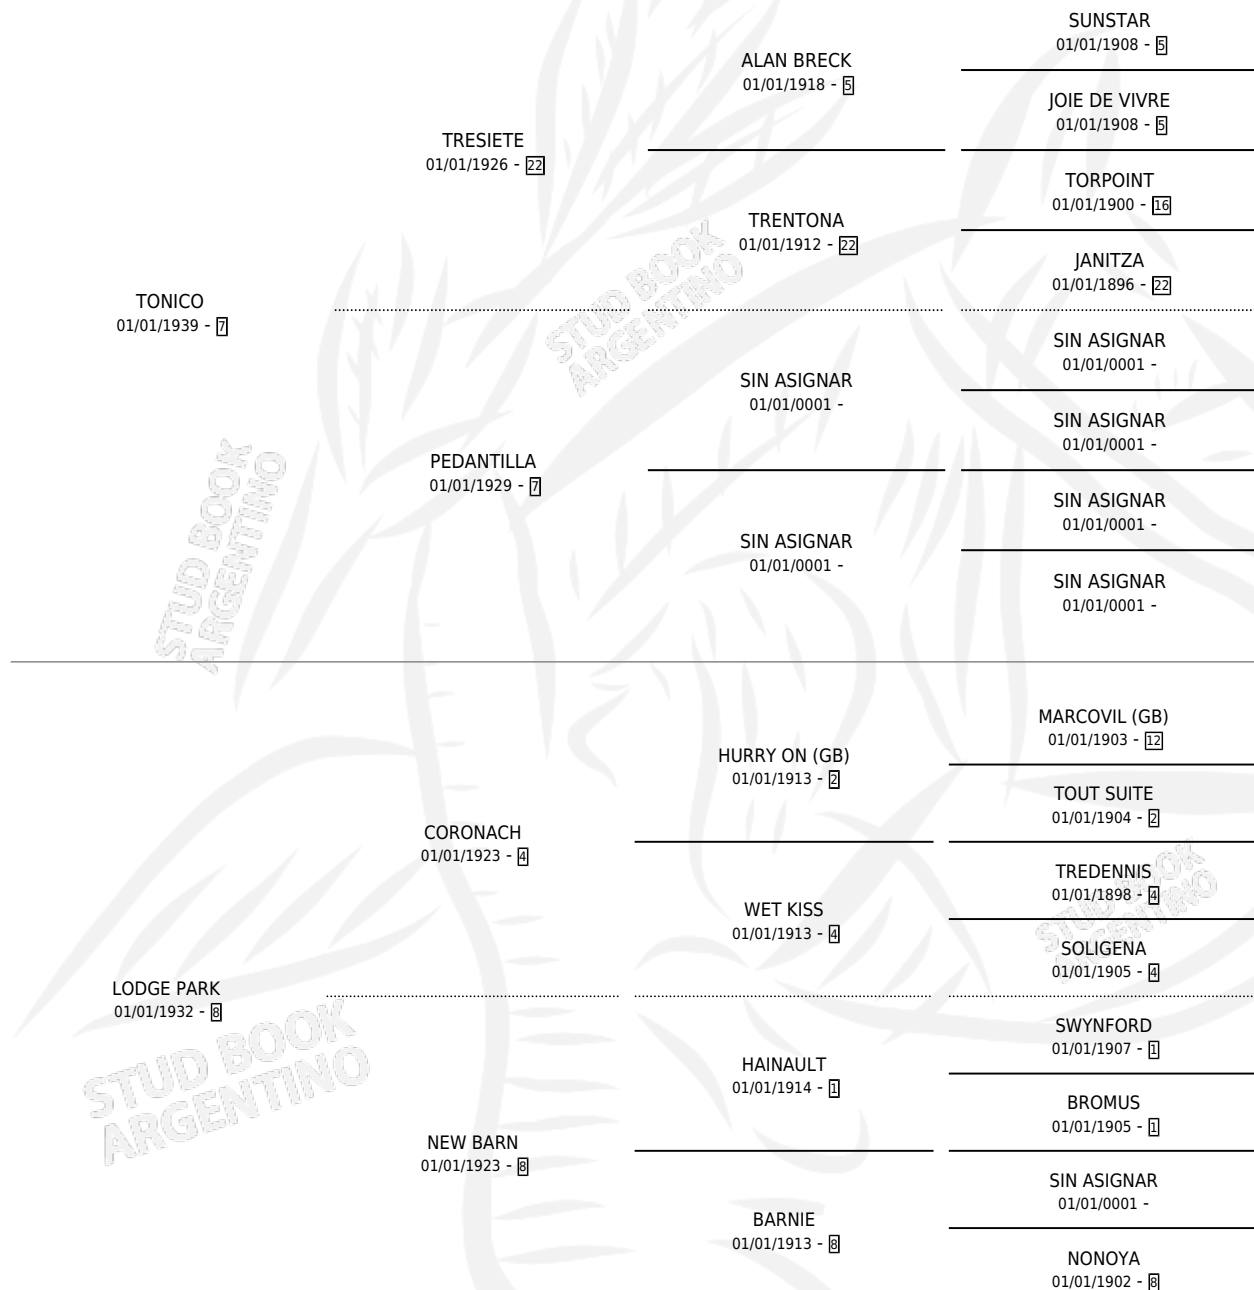 SUNSTAR
01/01/1908 - 5
ALAN BRECK
01/01/1918 - 5
JOIE DE VIVRE
01/01/1908 - 5
TRESIETE
01/01/1926 - 22
TORPOINT
01/01/1900 - 16
TRENTONA
01/01/1912 - 22
JANITZA
01/01/1896 - 22
TONICO
01/01/1939 - 7
STUD BOOK
ARGENTINO
SIN ASIGNAR
01/01/0001 -
SIN ASIGNAR
01/01/0001 -
SIN ASIGNAR
01/01/0001 -
PEDANTILLA
01/01/1929 - 7
SIN ASIGNAR
01/01/0001 -
SIN ASIGNAR
01/01/0001 -
SIN ASIGNAR
01/01/0001 -
STUD BOOK
ARGENTINO
MARCOVIL (GB)
01/01/1903 - 12
HURRY ON (GB)
01/01/1913 - 2
TOUT SUITE
01/01/1904 - 2
CORONACH
01/01/1923 - 4
TREDENNIS
01/01/1898 - 4
WET KISS
01/01/1913 - 4
STUD BOOK
ARGENTINO
SOLIGENA
01/01/1905 - 4
LODGE PARK
01/01/1932 - 8
SWYNFORD
01/01/1907 - 1
HAINAULT
01/01/1914 - 1
STUD BOOK
ARGENTINO
BROMUS
01/01/1905 - 1
NEW BARN
01/01/1923 - 8
SIN ASIGNAR
01/01/0001 -
BARNIE
01/01/1913 - 8
NONOYA
01/01/1902 - 8